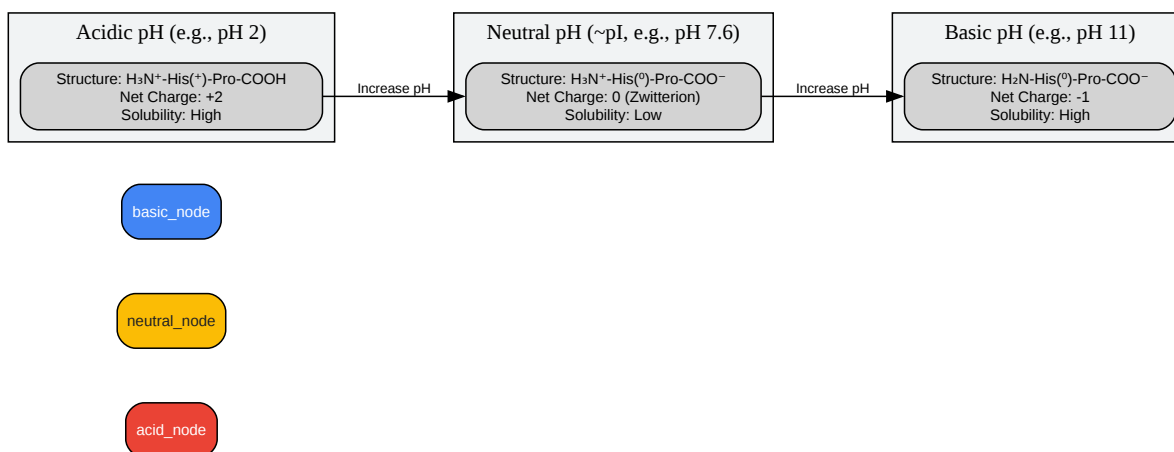 Acidic pH (e.g., pH 2)
Structure: H₃N⁺-His(⁺)-Pro-COOH
Net Charge: +2
Solubility: High
Increase pH
Neutral pH (~pI, e.g., pH 7.6)
Structure: H₃N⁺-His(⁰)-Pro-COO⁻
Net Charge: 0 (Zwitterion)
Solubility: Low
Increase pH
Basic pH (e.g., pH 11)
Structure: H₂N-His(⁰)-Pro-COO⁻
Net Charge: -1
Solubility: High
basic_node
neutral_node
acid_node